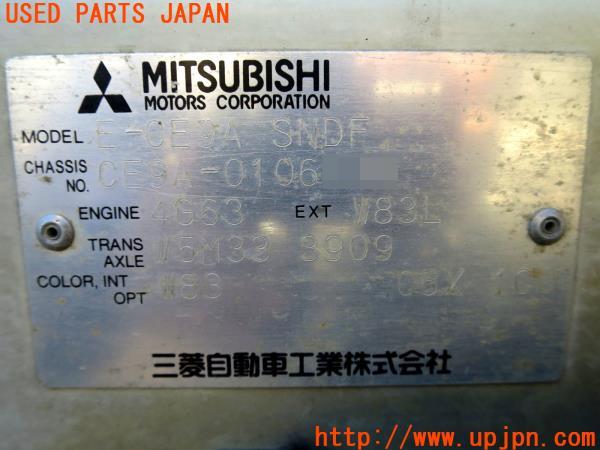 USED PARTS JAPAN
MITSUBISHI
MOTORS CORPORATION
MODEL E-CE9A SNDF
CHASSIS NO. CE9A-0106
ENGINE 4G63 EXT W83L
TRANS AXLE W5M33 3909
COLOR, INT OPT W83 10
三菱自動車工業株式会社
http://www.upjpn.com